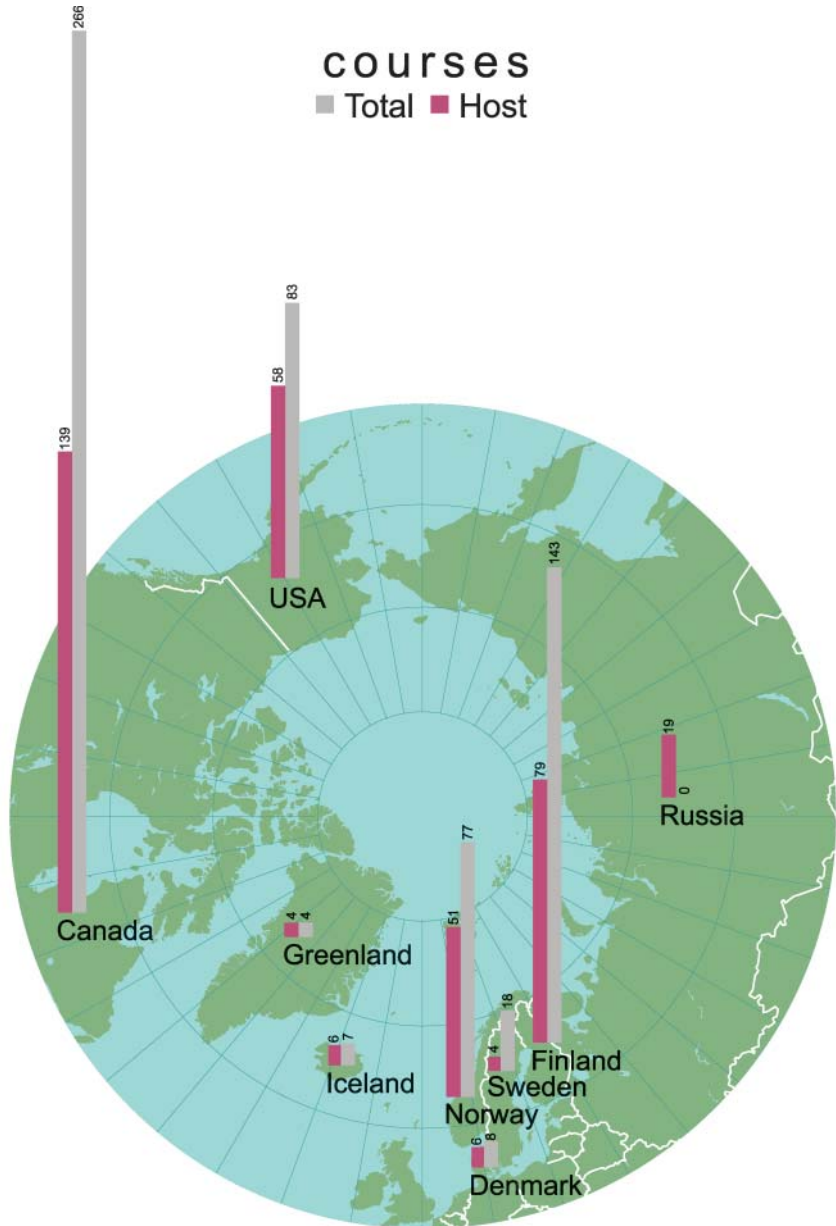 266
courses
Total Host
83
58
139
USA
143
19
79
0
Russia
77
Canada
4 4
51
Greenland
18
6 7
4
Finland
Iceland
Sweden
Norway
6 8
Denmark